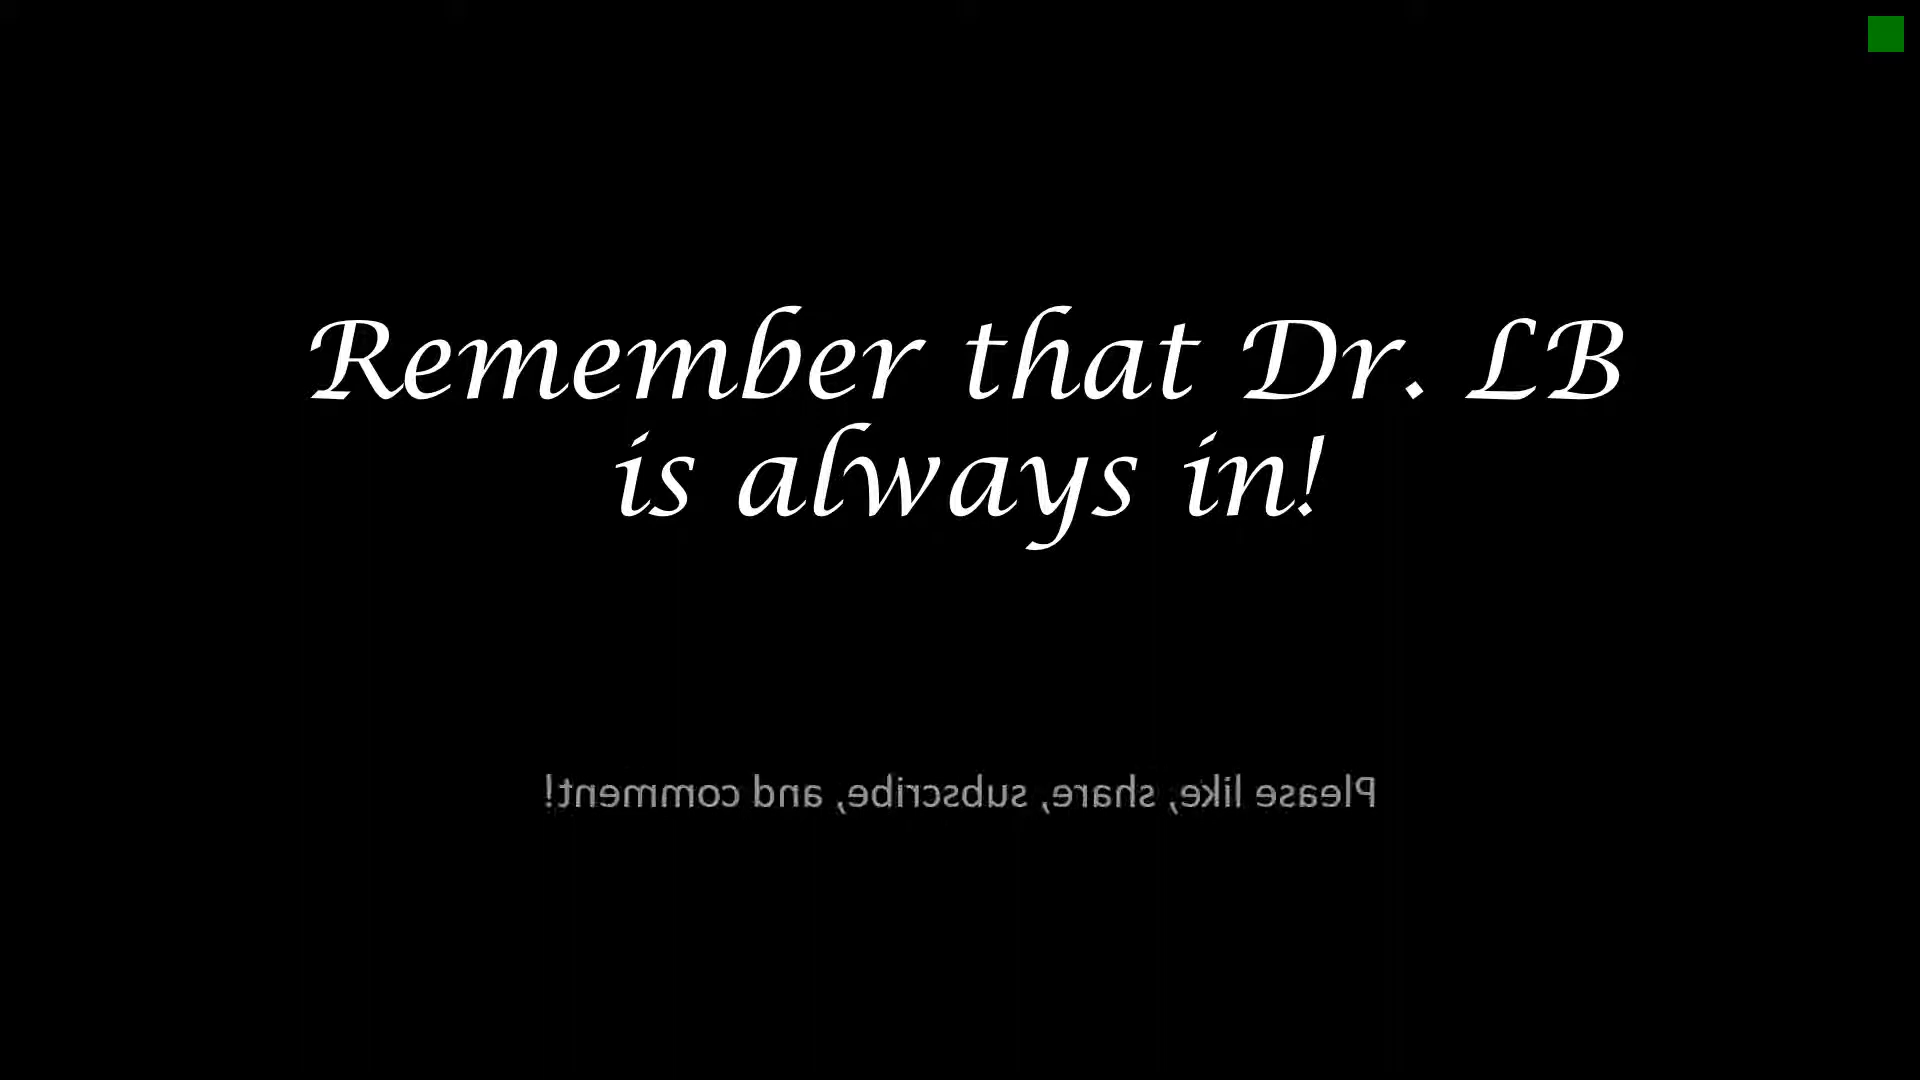 Remember that Dr. LB
is always in!
Please like, share, subscribe, and comment!